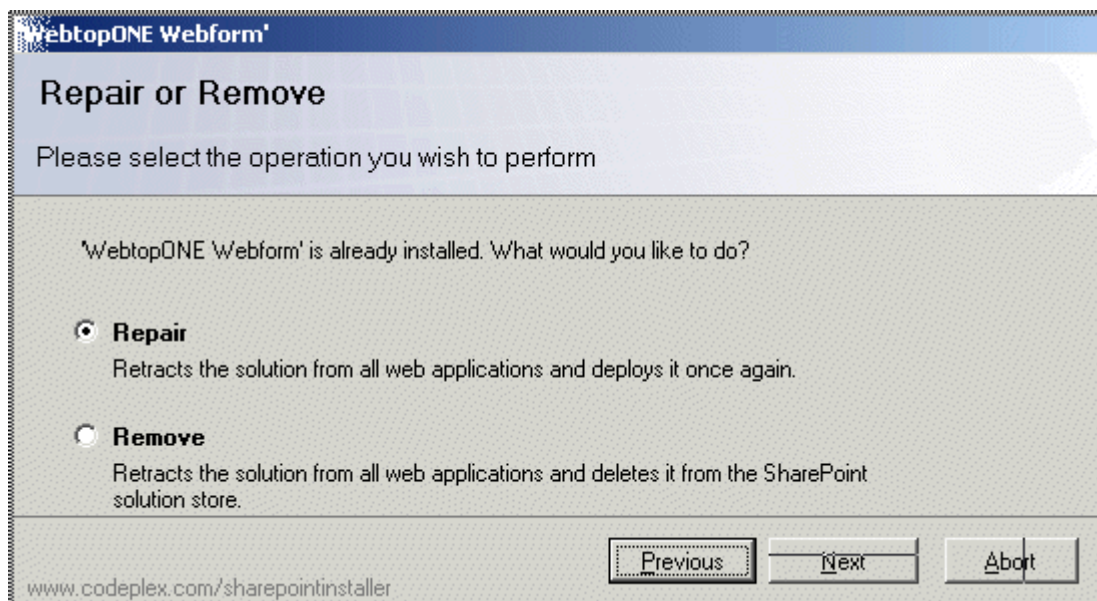 'WebtopONE Webform'
Repair or Remove
Please select the operation you wish to perform
'WebtopONE Webform' is already installed. What would you like to do?
Repair
Retracts the solution from all web applications and deploys it once again.
Remove
Retracts the solution from all web applications and deletes it from the SharePoint
solution store.
Previous Next Abort
www.codeplex.com/sharepointinstaller